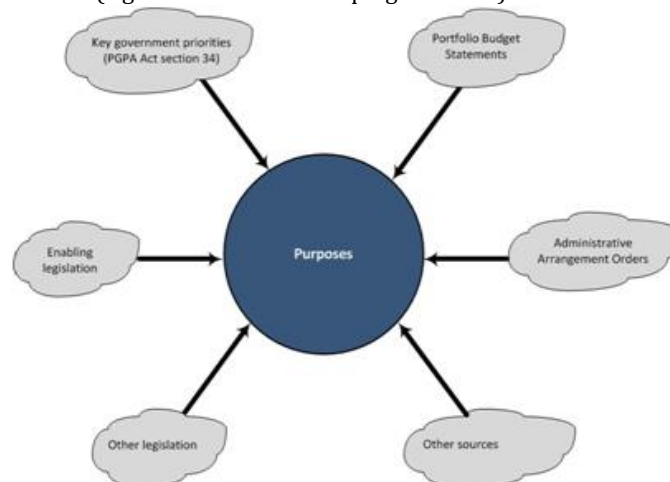 Key government priorities
(PGPA Act section 34)
Portfolio Budget
Statements
Purposes
Enabling
legislation
Administrative
Arrangement Orders
Other legislation
Other sources